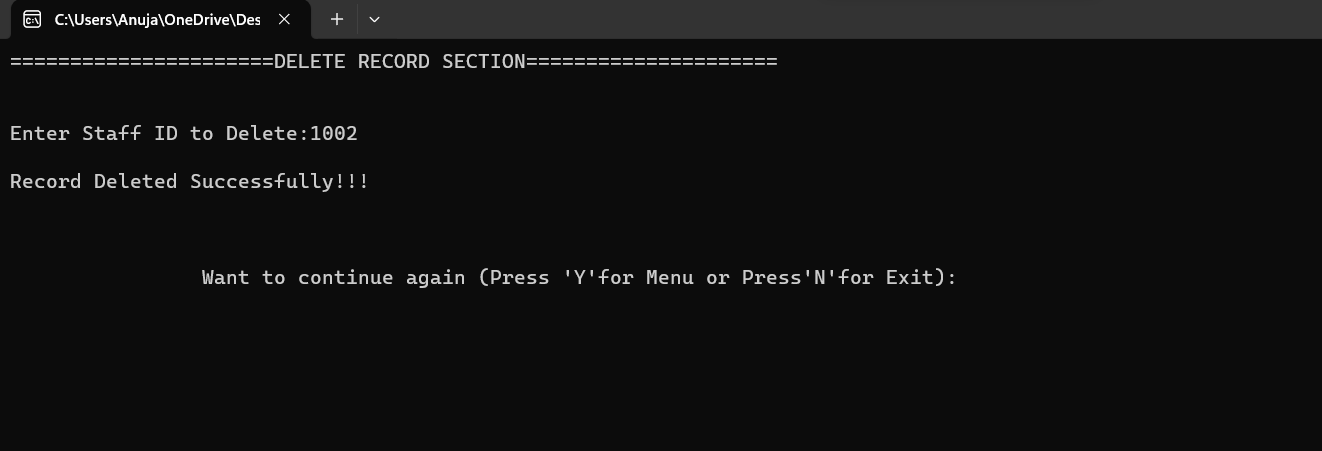 C:\Users\Anuja\OneDrive\Des
======================DELETE RECORD SECTION=====================
Enter Staff ID to Delete:1002
Record Deleted Successfully!!!
Want to continue again (Press 'Y'for Menu or Press'N'for Exit):